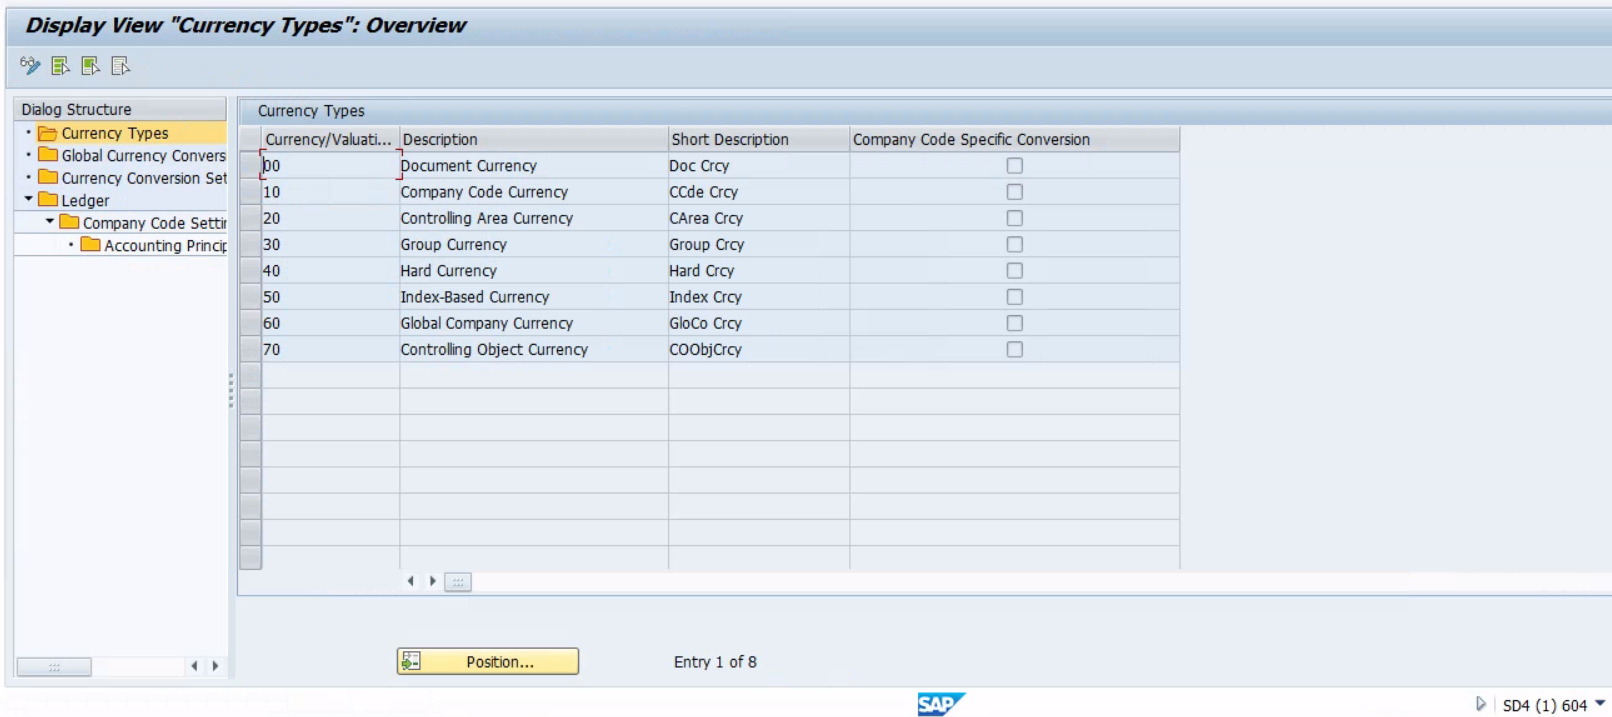 Display View "Currency Types": Overview
Dialog Structure
Currency Types
Global Currency Convers
Currency Conversion Set
Ledger
Company Code Settin
Accounting Princip
Currency Types
Currency/Valuati... Description Short Description Company Code Specific Conversion
00 Document Currency Doc Crcy
10 Company Code Currency CCde Crcy
20 Controlling Area Currency CArea Crcy
30 Group Currency Group Crcy
40 Hard Currency Hard Crcy
50 Index-Based Currency Index Crcy
60 Global Company Currency GloCo Crcy
70 Controlling Object Currency COObjCrcy
Position... Entry 1 of 8
SAP SD4 (1) 604